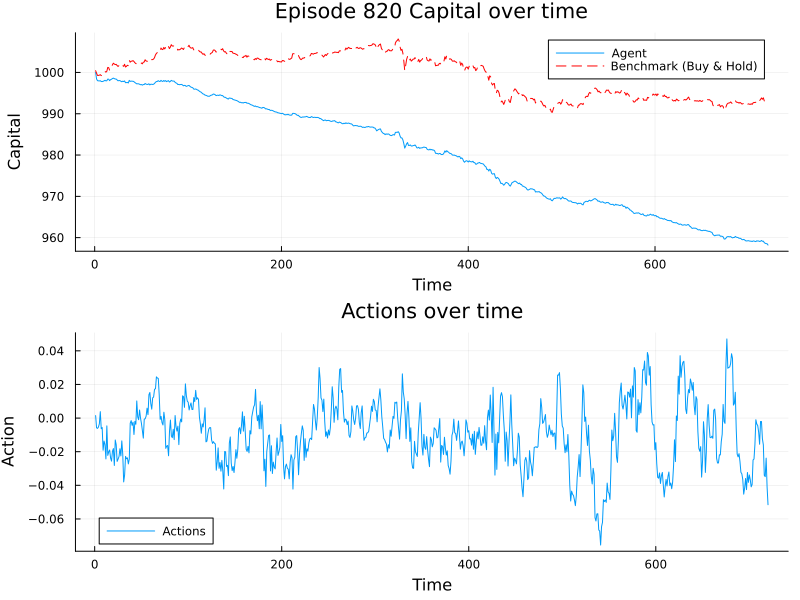 Episode 820 Capital over time
Capital
1000
990
980
970
960
Agent
Benchmark (Buy & Hold)
0
200
400
600
Time
Actions over time
Action
0.04
0.02
0.00
−0.02
−0.04
−0.06
Actions
0
200
400
600
Time